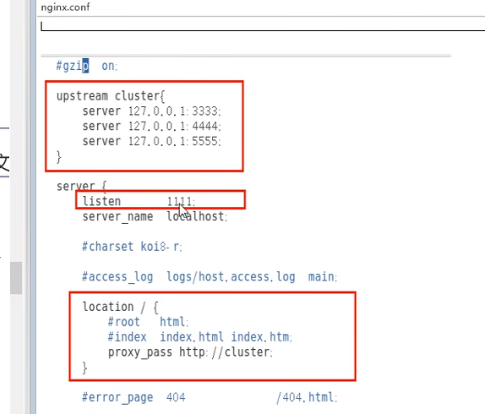 nginx.conf
#gzip on;
upstream cluster{
server 127.0.0.1:3333;
server 127.0.0.1:4444;
server 127.0.0.1:5555;
}
文
server {
listen 1111;
server_name localhost;
#charset koi8-r;
#access_log logs/host.access.log main;
location / {
#root html;
#index index.html index.htm;
proxy_pass http://cluster;
}
#error_page 404 /404.html;